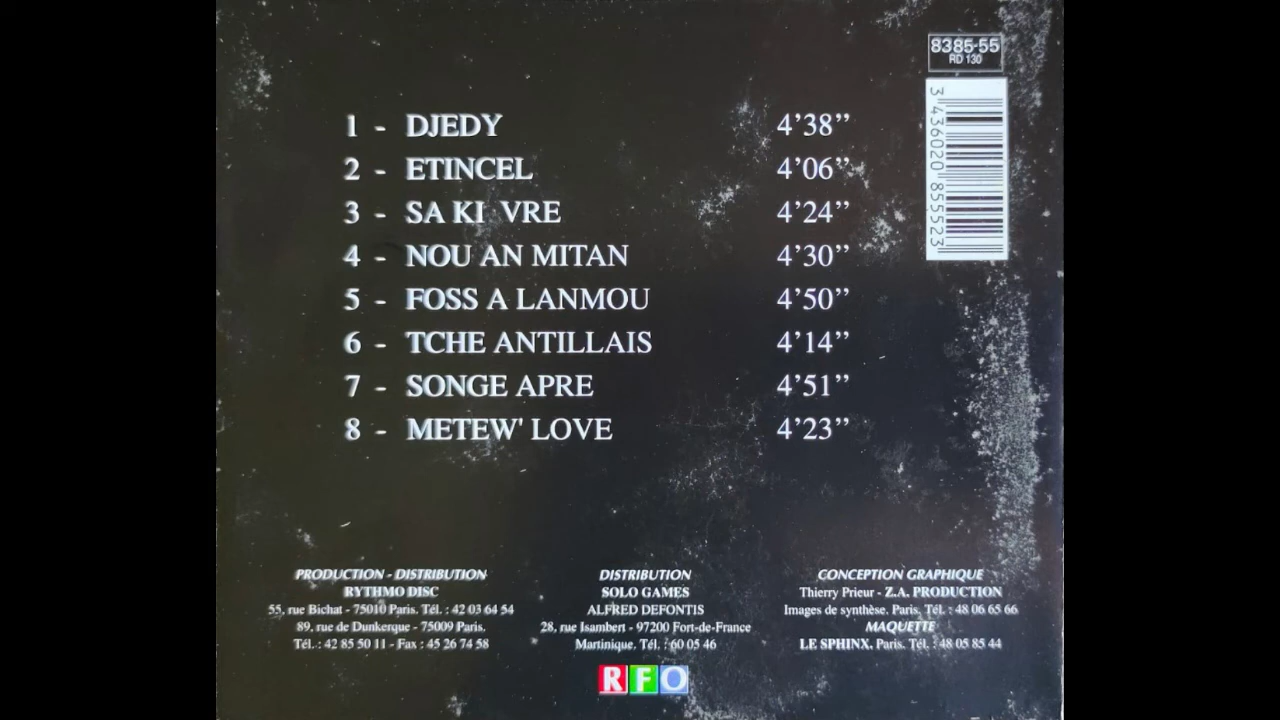 8385-55
RD 130
3 436020 855523
1 - DJEDY 4'38''
2 - ETINCEL 4'06''
3 - SA KI VRE 4'24''
4 - NOU AN MITAN 4'30''
5 - FOSS A LANMOU 4'50''
6 - TCHE ANTILLAIS 4'14''
7 - SONGE APRE 4'51''
8 - METEW' LOVE 4'23''
PRODUCTION - DISTRIBUTION
RYTHMO DISC
55, rue Bichat - 75010 Paris. Tél. : 42 03 64 54
89, rue de Dunkerque - 75009 Paris.
Tél. : 42 85 50 11 - Fax : 45 26 74 58
DISTRIBUTION
SOLO GAMES
ALFRED DEFONTIS
28, rue Isambert - 97200 Fort-de-France
Martinique. Tél. : 60 05 46
CONCEPTION GRAPHIQUE
Thierry Prieur - Z.A. PRODUCTION
Images de synthèse. Paris. Tél. : 48 06 65 66
MAQUETTE
LE SPHINX. Paris. Tél. : 48 05 85 44
RFO